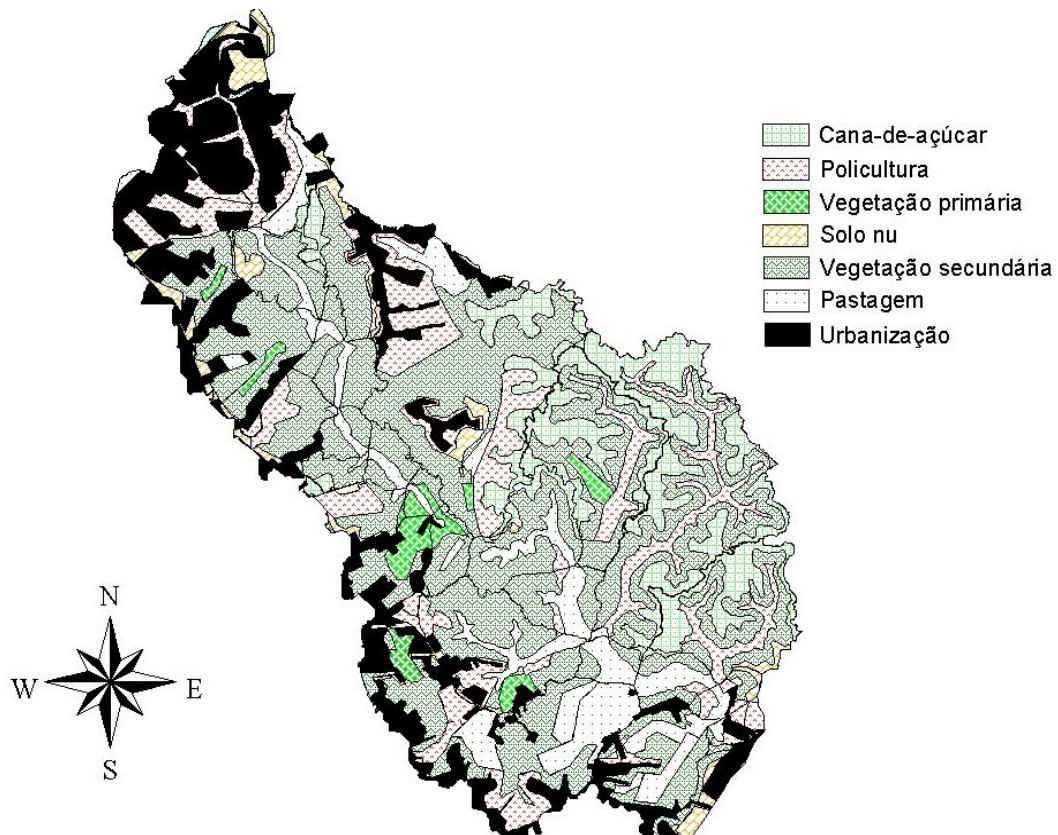 Cana-de-açúcar
Policultura
Vegetação primária
Solo nu
Vegetação secundária
Pastagem
Urbanização
N
W E
S